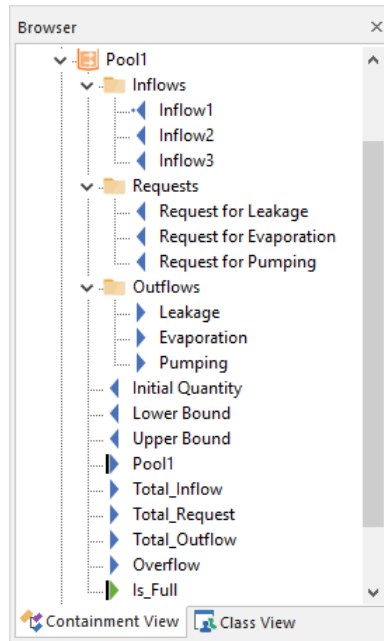 Browser
Pool1
Inflows
Inflow1
Inflow2
Inflow3
Requests
Request for Leakage
Request for Evaporation
Request for Pumping
Outflows
Leakage
Evaporation
Pumping
Initial Quantity
Lower Bound
Upper Bound
Pool1
Total_Inflow
Total_Request
Total_Outflow
Overflow
Is_Full
Containment View Class View